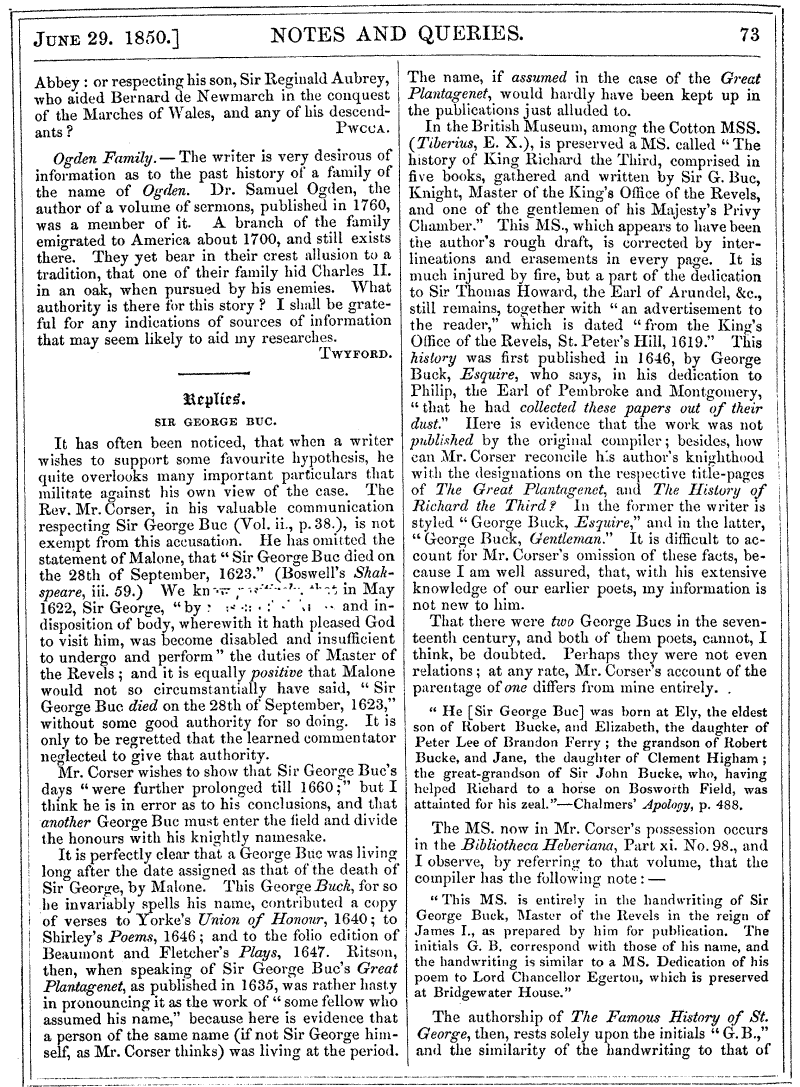 JUNE 29. 1850.] NOTES AND QUERIES. 73
Abbey: or respecting his son, Sir Reginald Aubrey,
who aided Bernard de Newmarch in the conquest
of the Marches of Wales, and any of his descend-
ants? PWCCA.
Ogden Family.—The writer is very desirous of
information as to the past history of a family of
the name of Ogden. Dr. Samuel Ogden, the
author of a volume of sermons, published in 1760,
was a member of it. A branch of the family
emigrated to America about 1700, and still exists
there. They yet bear in their crest allusion to a
tradition, that one of their family hid Charles II.
in an oak, when pursued by his enemies. What
authority is there for this story? I shall be grate-
ful for any indications of sources of information
that may seem likely to aid my researches.
TWYFORD.
Replies.
SIR GEORGE BUC.
It has often been noticed, that when a writer
wishes to support some favourite hypothesis, he
quite overlooks many important particulars that
militate against his own view of the case. The
Rev. Mr. Corser, in his valuable communication
respecting Sir George Buc (Vol. ii., p. 38.), is not
exempt from this accusation. He has omitted the
statement of Malone, that "Sir George Buc died on
the 28th of September, 1623." (Boswell's Shak-
speare, iii. 59.) We know in May
1622, Sir George, "by and in-
disposition of body, wherewith it hath pleased God
to visit him, was become disabled and insufficient
to undergo and perform" the duties of Master of
the Revels; and it is equally positive that Malone
would not so circumstantially have said, "Sir
George Buc died on the 28th of September, 1623,"
without some good authority for so doing. It is
only to be regretted that the learned commentator
neglected to give that authority.
Mr. Corser wishes to show that Sir George Buc's
days "were further prolonged till 1660;" but I
think he is in error as to his conclusions, and that
another George Buc must enter the field and divide
the honours with his knightly namesake.
It is perfectly clear that a George Buc was living
long after the date assigned as that of the death of
Sir George, by Malone. This George Buck, for so
he invariably spells his name, contributed a copy
of verses to Yorke's Union of Honour, 1640; to
Shirley's Poems, 1646; and to the folio edition of
Beaumont and Fletcher's Plays, 1647. Ritson,
then, when speaking of Sir George Buc's Great
Plantagenet, as published in 1635, was rather hasty
in pronouncing it as the work of "some fellow who
assumed his name," because here is evidence that
a person of the same name (if not Sir George him-
self, as Mr. Corser thinks) was living at the period.
The name, if assumed in the case of the Great
Plantagenet, would hardly have been kept up in
the publications just alluded to.
In the British Museum, among the Cotton MSS.
(Tiberius, E. X.), is preserved a MS. called "The
history of King Richard the Third, comprised in
five books, gathered and written by Sir G. Buc,
Knight, Master of the King's Office of the Revels,
and one of the gentlemen of his Majesty's Privy
Chamber." This MS., which appears to have been
the author's rough draft, is corrected by inter-
lineations and erasements in every page. It is
much injured by fire, but a part of the dedication
to Sir Thomas Howard, the Earl of Arundel, &c.,
still remains, together with "an advertisement to
the reader," which is dated "from the King's
Office of the Revels, St. Peter's Hill, 1619." This
history was first published in 1646, by George
Buck, Esquire, who says, in his dedication to
Philip, the Earl of Pembroke and Montgomery,
"that he had collected these papers out of their
dust." Here is evidence that the work was not
published by the original compiler; besides, how
can Mr. Corser reconcile his author's knighthood
with the designations on the respective title-pages
of The Great Plantagenet, and The History of
Richard the Third? In the former the writer is
styled "George Buck, Esquire," and in the latter,
"George Buck, Gentleman." It is difficult to ac-
count for Mr. Corser's omission of these facts, be-
cause I am well assured, that, with his extensive
knowledge of our earlier poets, my information is
not new to him.
That there were two George Bucs in the seven-
teenth century, and both of them poets, cannot, I
think, be doubted. Perhaps they were not even
relations; at any rate, Mr. Corser's account of the
parentage of one differs from mine entirely.
"He [Sir George Buc] was born at Ely, the eldest
son of Robert Bucke, and Elizabeth, the daughter of
Peter Lee of Brandon Ferry; the grandson of Robert
Bucke, and Jane, the daughter of Clement Higham;
the great-grandson of Sir John Bucke, who, having
helped Richard to a horse on Bosworth Field, was
attainted for his zeal."—Chalmers' Apology, p. 488.
The MS. now in Mr. Corser's possession occurs
in the Bibliotheca Heberiana, Part xi. No. 98., and
I observe, by referring to that volume, that the
compiler has the following note:—
"This MS. is entirely in the handwriting of Sir
George Buck, Master of the Revels in the reign of
James I., as prepared by him for publication. The
initials G. B. correspond with those of his name, and
the handwriting is similar to a MS. Dedication of his
poem to Lord Chancellor Egerton, which is preserved
at Bridgewater House."
The authorship of The Famous History of St.
George, then, rests solely upon the initials "G. B.,"
and the similarity of the handwriting to that of